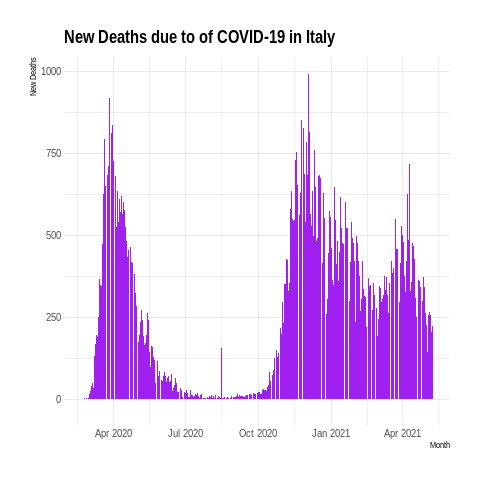 New Deaths due to of COVID-19 in Italy
New Deaths
1000
750
500
250
0
Apr 2020 Jul 2020 Oct 2020 Jan 2021 Apr 2021
Month